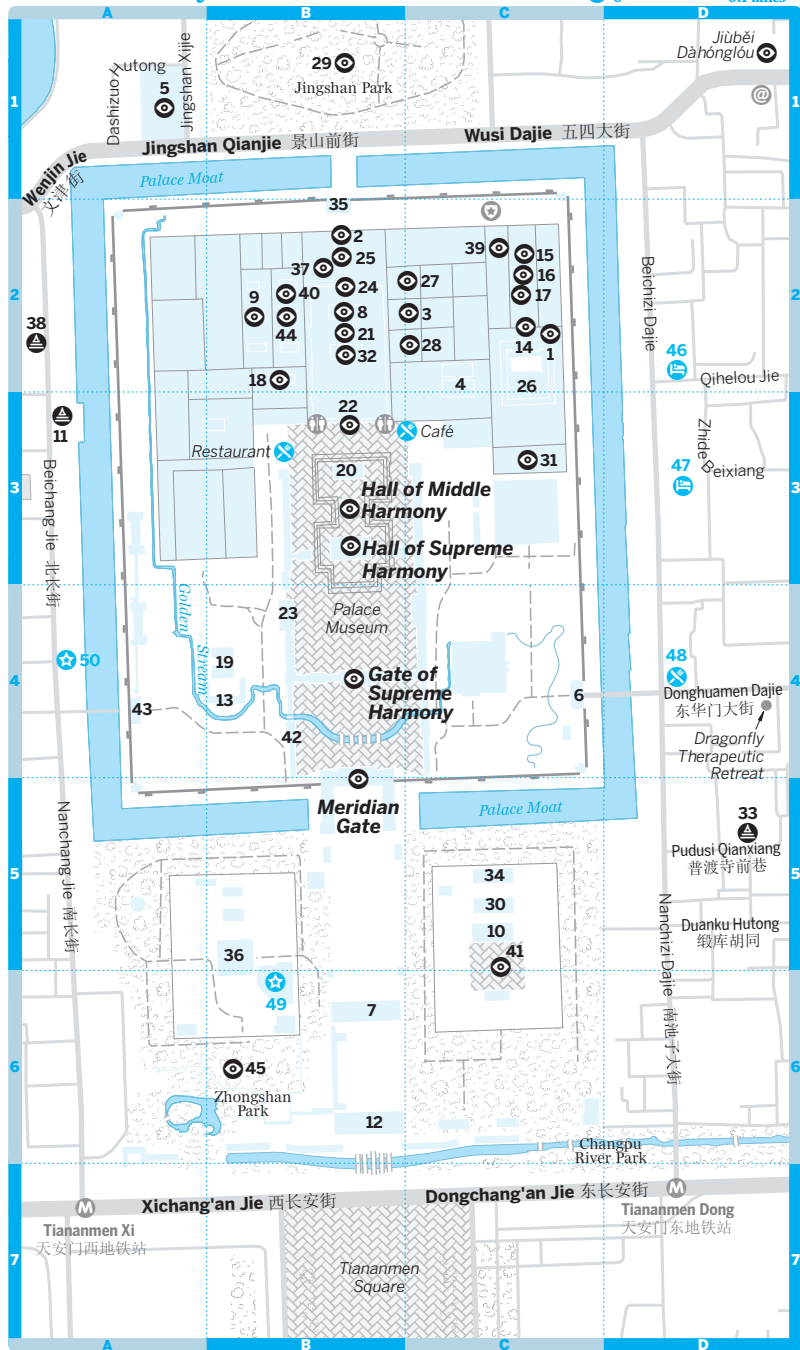 A B C D
Jiùběi
Dàhónglóu
29
Jingshan Park
Dashizuo Hutong
Jingshan Xijie
5
@
1 1
Wusi Dajie 五四大街
Jingshan Qianjie 景山前街
Wenjin Jie
文津街
Palace Moat
35
2
39
15
25
37
16
27
24
40
17
9
2 2
8
3
44
14
1
21
38
28
32
Beichizi Dajie
46
Qihelou Jie
18
4
26
22
11
Café
Restaurant
31
20
Zhide Beixiang
47
3 3
Hall of Middle
Harmony
Hall of Supreme
Harmony
Beichang Jie 北长街
Golden
Stream
23
Palace
Museum
50
19
48
4 4
Gate of
Supreme
Harmony
13
6
Donghuamen Dajie
东华门大街
43
42
Dragonfly
Therapeutic
Retreat
Meridian
Gate
Palace Moat
33
Pudusi Qianxiang
普渡寺前巷
Nanchang Jie 南长街
5 5
34
30
10
41
Duanku Hutong
缎库胡同
Nanchizi Dajie 南池子大街
36
49
7
6 6
45
Zhongshan
Park
12
Changpu
River Park
M
Xichang'an Jie 西长安街
Dongchang'an Jie 东长安街
M
Tiananmen Xi
天安门西地铁站
Tiananmen Dong
天安门东地铁站
7 7
Tiananmen
Square
A B C D